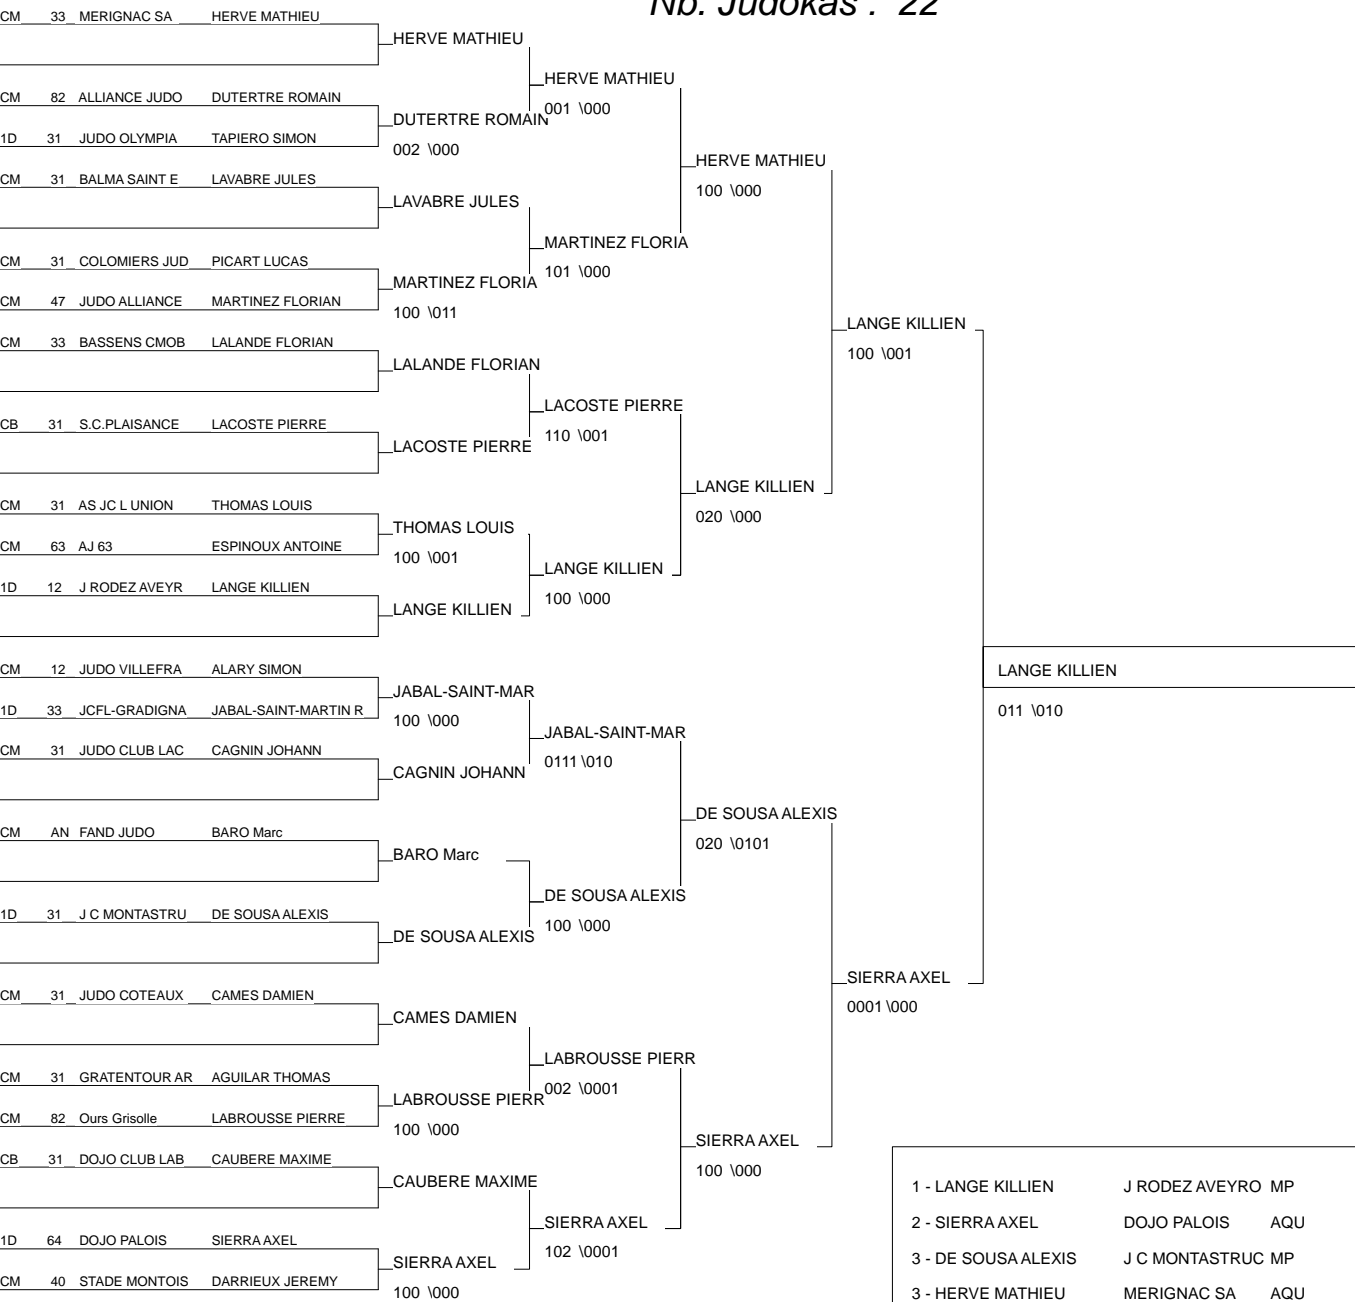 Nb. Judokas : 22
CM 33 MERIGNAC SA HERVE MATHIEU
HERVE MATHIEU
HERVE MATHIEU
CM 82 ALLIANCE JUDO DUTERTRE ROMAIN
001 \000
DUTERTRE ROMAIN
1D 31 JUDO OLYMPIA TAPIERO SIMON
002 \000
HERVE MATHIEU
CM 31 BALMA SAINT E LAVABRE JULES
100 \000
LAVABRE JULES
MARTINEZ FLORIA
CM 31 COLOMIERS JUD PICART LUCAS
101 \000
MARTINEZ FLORIA
CM 47 JUDO ALLIANCE MARTINEZ FLORIAN
100 \011
LANGE KILLIEN
CM 33 BASSENS CMOB LALANDE FLORIAN
100 \001
LALANDE FLORIAN
LACOSTE PIERRE
CB 31 S.C.PLAISANCE LACOSTE PIERRE
110 \001
LACOSTE PIERRE
LANGE KILLIEN
CM 31 AS JC L UNION THOMAS LOUIS
020 \000
THOMAS LOUIS
CM 63 AJ 63 ESPINOUX ANTOINE
100 \001
LANGE KILLIEN
1D 12 J RODEZ AVEYR LANGE KILLIEN
100 \000
LANGE KILLIEN
CM 12 JUDO VILLEFRA ALARY SIMON
LANGE KILLIEN
JABAL-SAINT-MAR
1D 33 JCFL-GRADIGNA JABAL-SAINT-MARTIN R
011 \010
100 \000
JABAL-SAINT-MAR
CM 31 JUDO CLUB LAC CAGNIN JOHANN
0111 \010
CAGNIN JOHANN
DE SOUSA ALEXIS
CM AN FAND JUDO BARO Marc
020 \0101
BARO Marc
DE SOUSA ALEXIS
1D 31 J C MONTASTRU DE SOUSA ALEXIS
100 \000
DE SOUSA ALEXIS
SIERRA AXEL
CM 31 JUDO COTEAUX CAMES DAMIEN
0001 \000
CAMES DAMIEN
LABROUSSE PIERR
CM 31 GRATENTOUR AR AGUILAR THOMAS
002 \0001
LABROUSSE PIERR
CM 82 Ours Grisolle LABROUSSE PIERRE
100 \000
SIERRA AXEL
CB 31 DOJO CLUB LAB CAUBERE MAXIME
100 \000
CAUBERE MAXIME
1 - LANGE KILLIEN J RODEZ AVEYRO MP
SIERRA AXEL
2 - SIERRA AXEL DOJO PALOIS AQU
1D 64 DOJO PALOIS SIERRA AXEL
102 \0001
SIERRA AXEL
3 - DE SOUSA ALEXIS J C MONTASTRUC MP
CM 40 STADE MONTOIS DARRIEUX JEREMY
100 \000
3 - HERVE MATHIEU MERIGNAC SA AQU